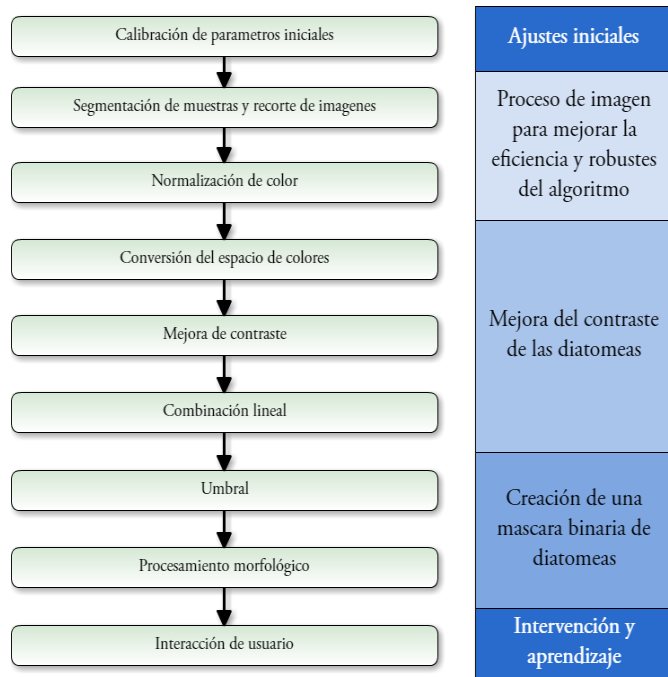 Calibración de parametros iniciales
Segmentación de muestras y recorte de imagenes
Normalización de color
Conversión del espacio de colores
Mejora de contraste
Combinación lineal
Umbral
Procesamiento morfológico
Interacción de usuario
Ajustes iniciales
Proceso de imagen
para mejorar la
eficiencia y robustes
del algoritmo
Mejora del contraste
de las diatomeas
Creación de una
mascara binaria de
diatomeas
Intervención y
aprendizaje